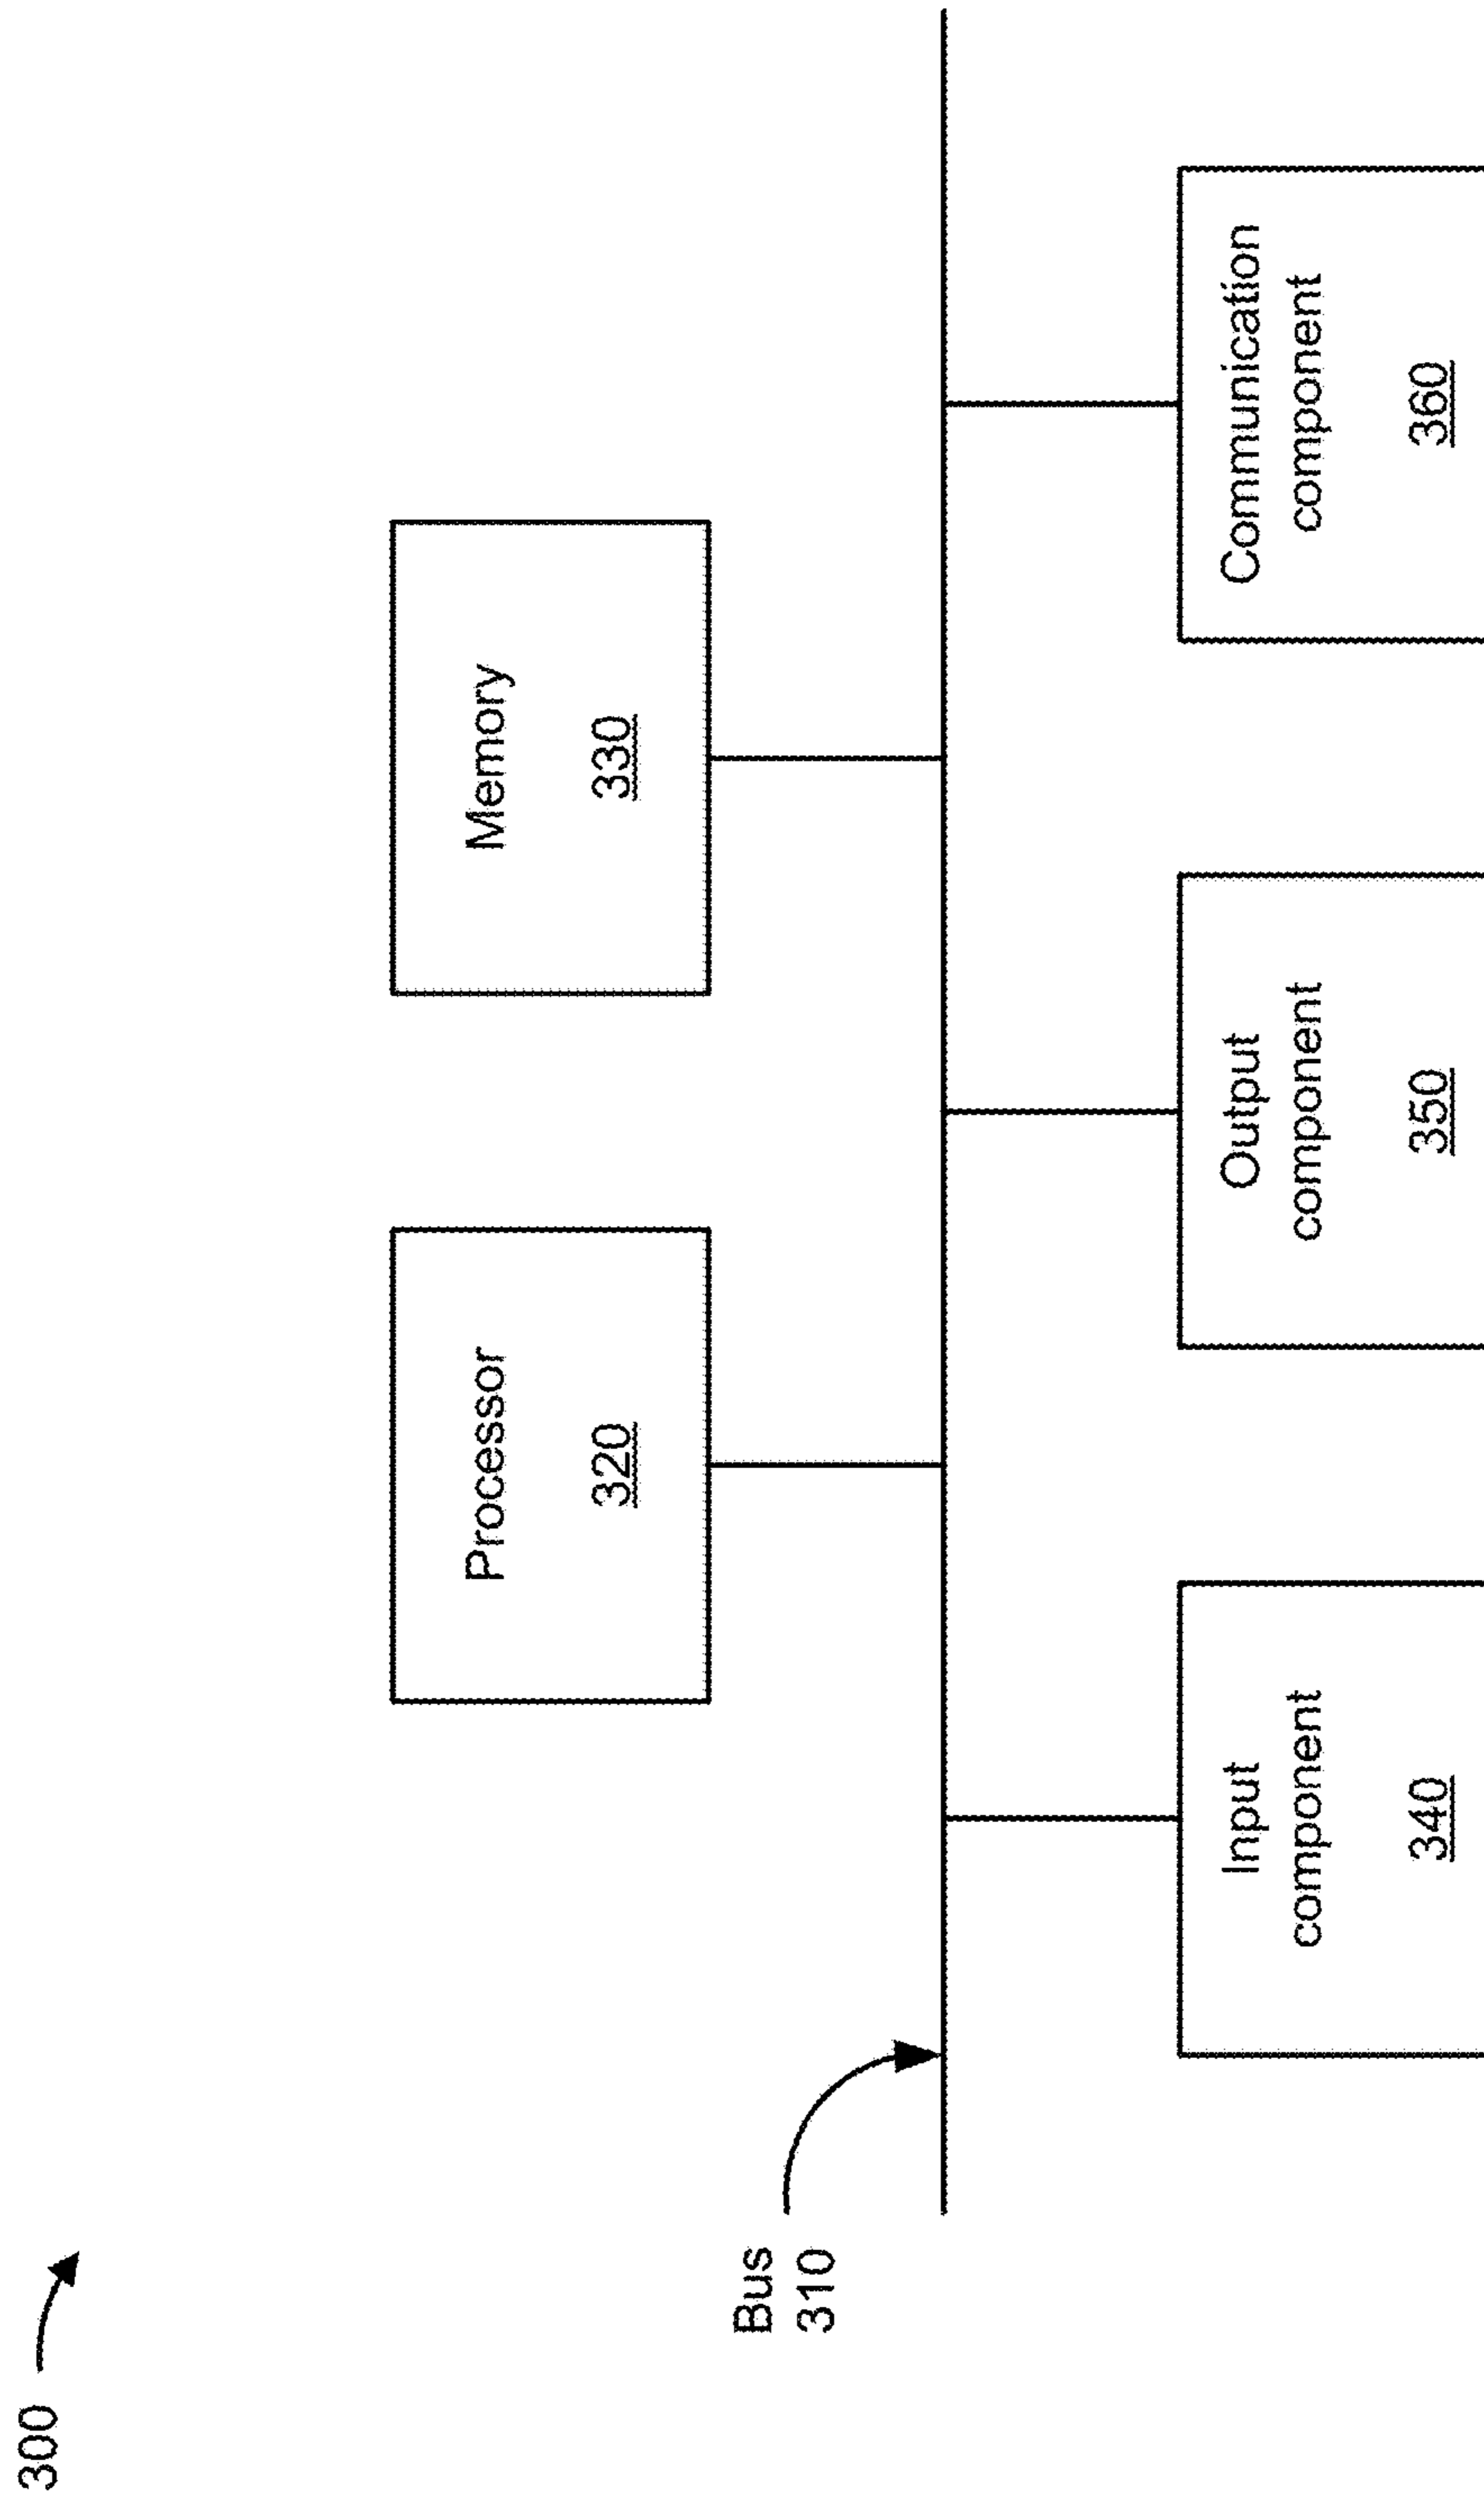 300
Processor
320
Memory
330
Bus
310
Input
component
340
Output
component
350
Communication
component
360